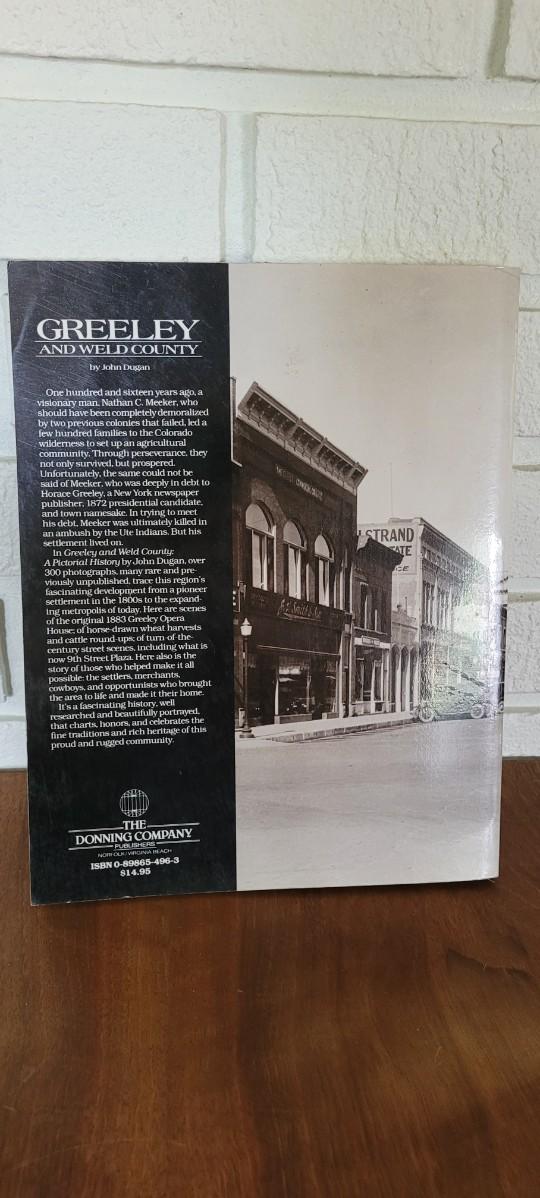 GREELEY
AND WELD COUNTY
by John Dugan
One hundred and sixteen years ago, a
visionary man, Nathan C. Meeker, who
should have been completely demoralized
by two previous colonies that failed, led a
few hundred families to the Colorado
wilderness to set up an agricultural
community. Through perseverance, they
not only survived, but prospered.
Unfortunately, the same could not be
said of Meeker, who was deeply in debt to
Horace Greeley, a New York newspaper
publisher, 1872 presidential candidate,
and town namesake. In trying to meet
his debt, Meeker was ultimately killed in
an ambush by the Ute Indians. But his
settlement lived on.
In Greeley and Weld County:
A Pictorial History by John Dugan, over
300 photographs, many rare and pre-
viously unpublished, trace this region's
fascinating development from a pioneer
settlement in the 1800s to the expand-
ing metropolis of today. Here are scenes
of the original 1883 Greeley Opera
House; of horse-drawn wheat harvests
and cattle round-ups; of turn-of-the-
century street scenes, including what is
now 9th Street Plaza. Here also is the
story of those who helped make it all
possible: the settlers, merchants,
cowboys, and opportunists who brought
the area to life and made it their home.
It's a fascinating history, well
researched and beautifully portrayed,
that charts, honors, and celebrates the
fine traditions and rich heritage of this
proud and rugged community.
THE
DONNING COMPANY
PUBLISHERS
NORFOLK/VIRGINIA BEACH
ISBN 0-89865-496-3
$14.95
STRAND